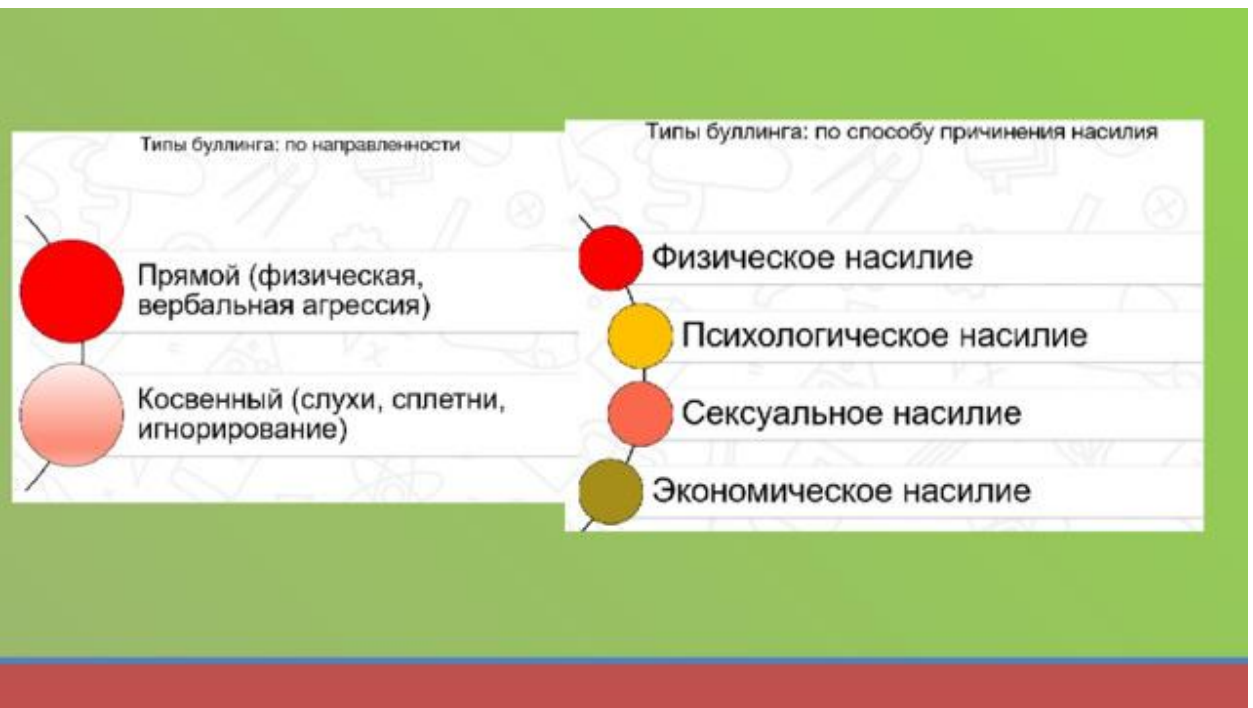 Типы буллинга: по направленности
Прямой (физическая,
вербальная агрессия)
Косвенный (слухи, сплетни,
игнорирование)
Типы буллинга: по способу причинения насилия
Физическое насилие
Психологическое насилие
Сексуальное насилие
Экономическое насилие